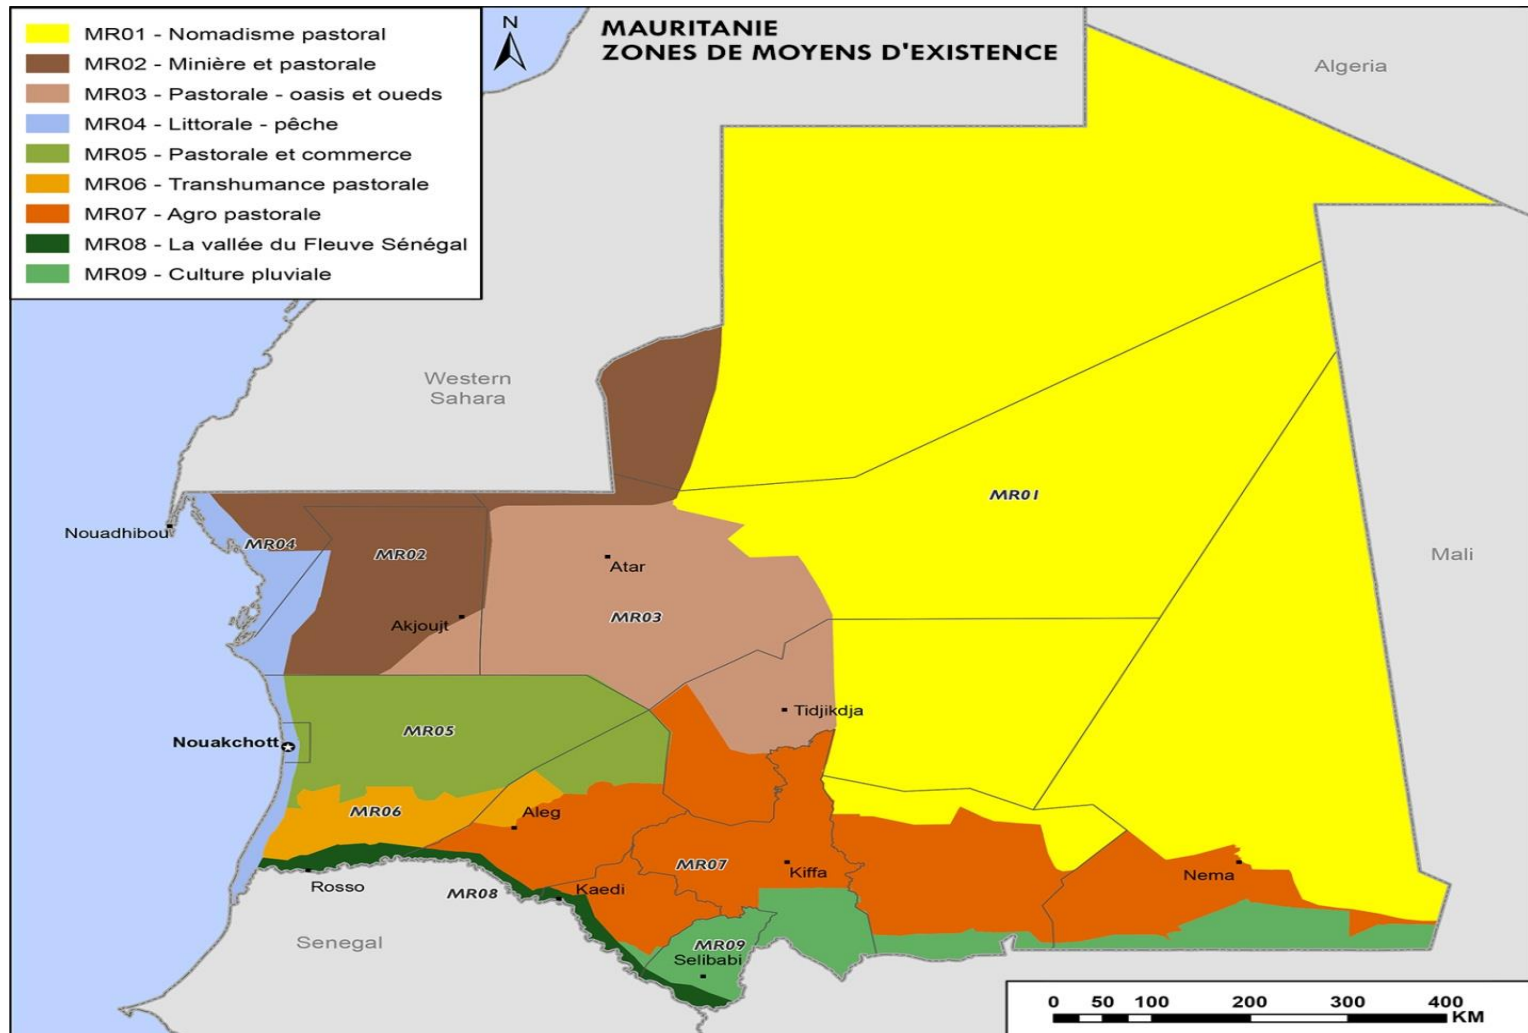 MR01 - Nomadisme pastoral
MR02 - Minière et pastorale
MR03 - Pastorale - oasis et oueds
MR04 - Littorale - pêche
MR05 - Pastorale et commerce
MR06 - Transhumance pastorale
MR07 - Agro pastorale
MR08 - La vallée du Fleuve Sénégal
MR09 - Culture pluviale
N
MAURITANIE
ZONES DE MOYENS D'EXISTENCE
Algeria
Western
Sahara
MR01
Nouadhibou
MR04
MR02
Atar
Mali
Akjoujt
MR03
Tidjikdja
Nouakchott
MR05
MR06
Aleg
MR07
Kiffa
Nema
Rosso
MR08
Kaedi
Senegal
MR09
Selibabi
0 50 100 200 300 400
KM